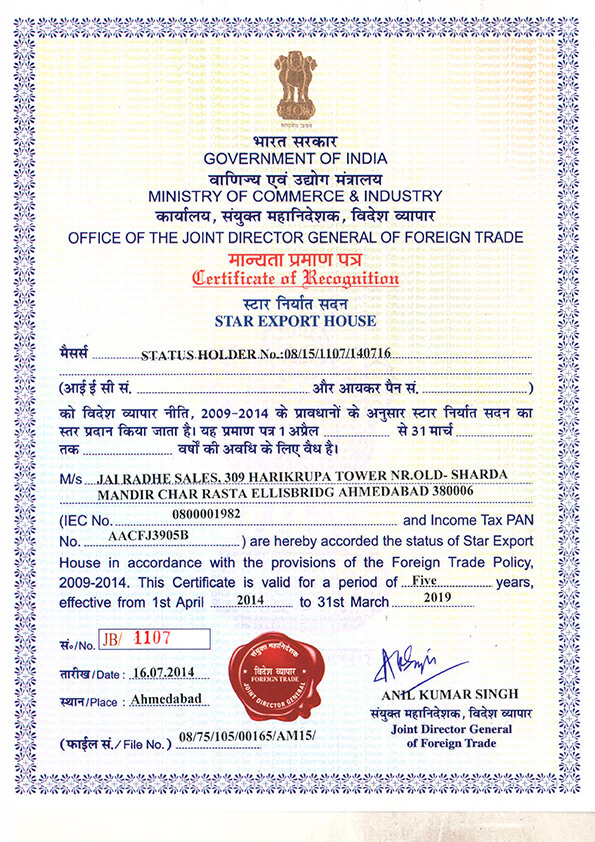 सत्यमेव जयते
भारत सरकार
GOVERNMENT OF INDIA
वाणिज्य एवं उद्योग मंत्रालय
MINISTRY OF COMMERCE & INDUSTRY
कार्यालय, संयुक्त महानिदेशक, विदेश व्यापार
OFFICE OF THE JOINT DIRECTOR GENERAL OF FOREIGN TRADE
मान्यता प्रमाण पत्र
Certificate of Recognition
स्टार निर्यात सदन
STAR EXPORT HOUSE
मैसर्स STATUS HOLDER No.:08/15/1107/140716
(आई ई सी सं. और आयकर पैन सं. )
को विदेश व्यापार नीति, 2009-2014 के प्रावधानों के अनुसार स्टार निर्यात सदन का
स्तर प्रदान किया जाता है। यह प्रमाण पत्र 1 अप्रैल से 31 मार्च
तक वर्षों की अवधि के लिए वैध है।
M/s JAI RADHE SALES, 309 HARIKRUPA TOWER NR.OLD- SHARDA
MANDIR CHAR RASTA ELLISBRIDG AHMEDABAD 380006
(IEC No. 0800001982 and Income Tax PAN
No. AACFJ3905B ) are hereby accorded the status of Star Export
House in accordance with the provisions of the Foreign Trade Policy,
2009-2014. This Certificate is valid for a period of Five years,
effective from 1st April 2014 to 31st March 2019
सं०/No. JB/ 1107
तारीख/Date : 16.07.2014
स्थान/Place : Ahmedabad
(फाईल सं./ File No.) 08/75/105/00165/AM15/
संयुक्त महानिदेशक
विदेश व्यापार
FOREIGN TRADE
JOINT DIRECTOR GENERAL
ANIL KUMAR SINGH
संयुक्त महानिदेशक, विदेश व्यापार
Joint Director General
of Foreign Trade